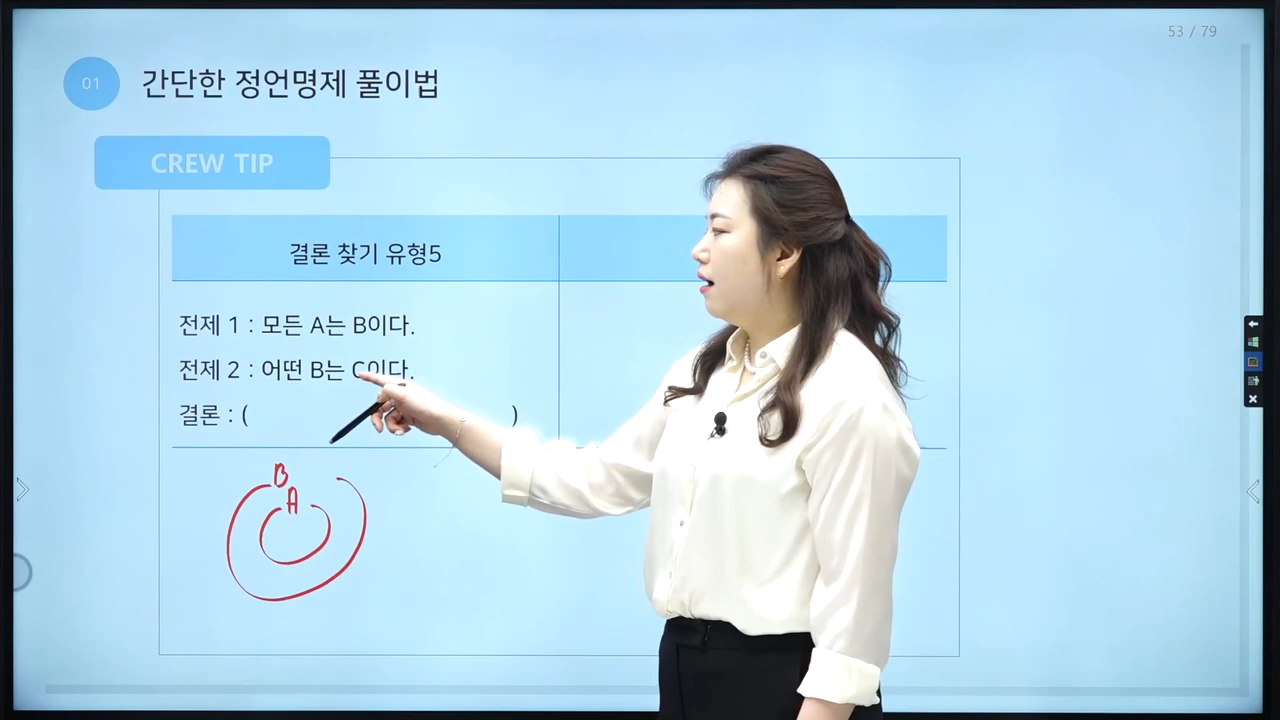 53 / 79
01
간단한 정언명제 풀이법
CREW TIP
결론 찾기 유형5
전제 1 : 모든 A는 B이다.
전제 2 : 어떤 B는 C이다.
결론 : ( )
B
A